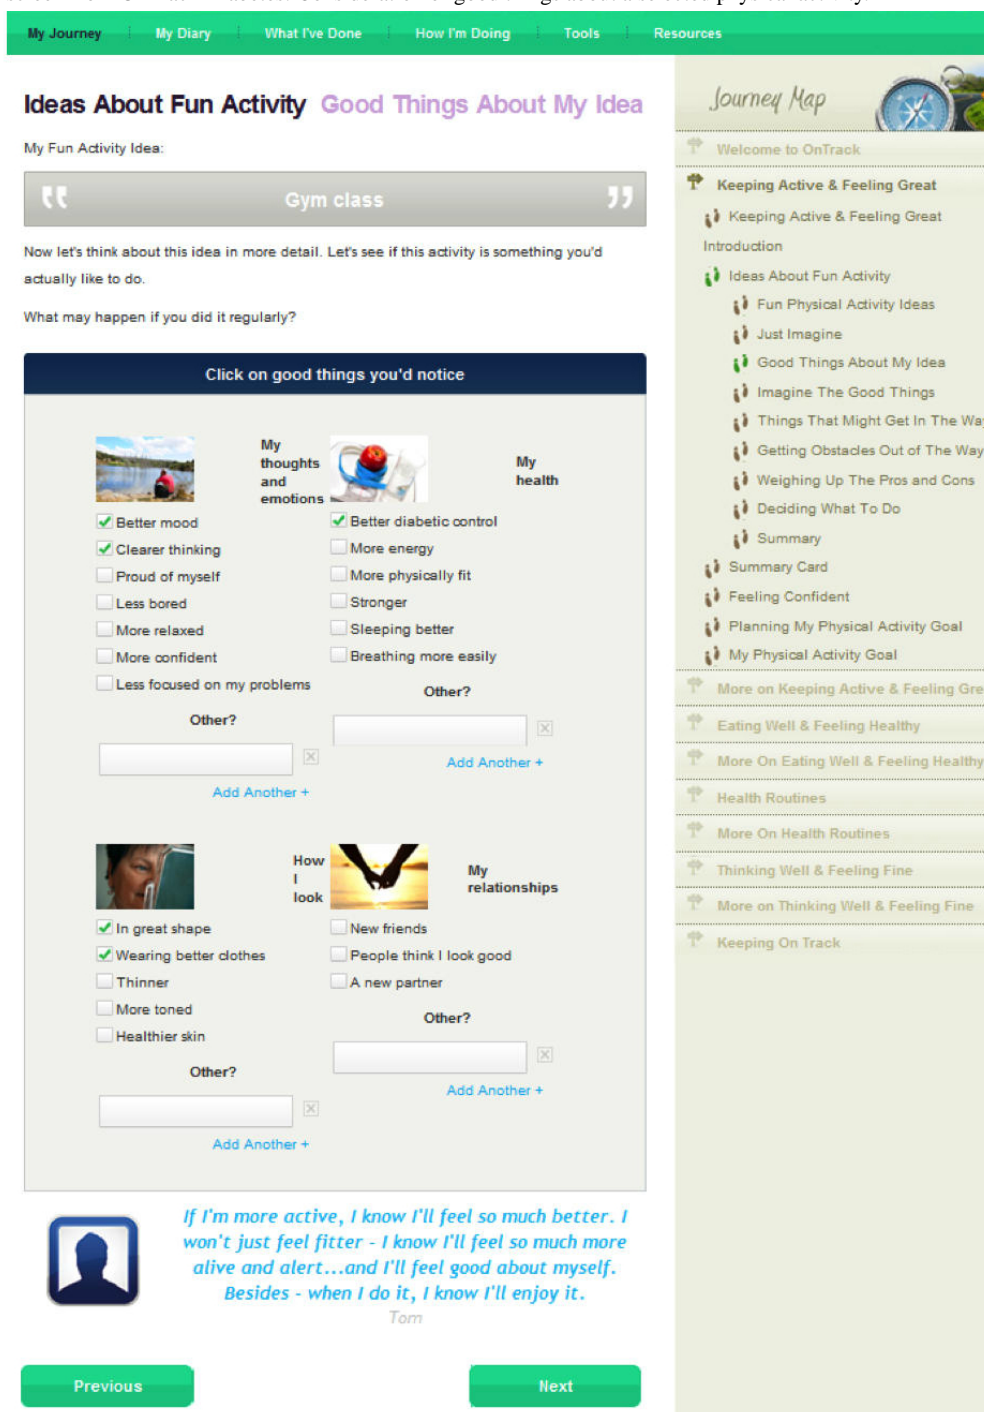 My Journey My Diary What I've Done How I'm Doing Tools Resources
Ideas About Fun Activity Good Things About My Idea
My Fun Activity Idea:
Gym class
Now let's think about this idea in more detail. Let's see if this activity is something you'd
actually like to do.
What may happen if you did it regularly?
Click on good things you'd notice
My
thoughts
and
emotions
Better mood
Clearer thinking
Proud of myself
Less bored
More relaxed
More confident
Less focused on my problems
Other?
Add Another +
My
health
Better diabetic control
More energy
More physically fit
Stronger
Sleeping better
Breathing more easily
Other?
Add Another +
How
I
look
In great shape
Wearing better clothes
Thinner
More toned
Healthier skin
Other?
Add Another +
My
relationships
New friends
People think I look good
A new partner
Other?
Add Another +
If I'm more active, I know I'll feel so much better. I
won't just feel fitter - I know I'll feel so much more
alive and alert...and I'll feel good about myself.
Besides - when I do it, I know I'll enjoy it.
Tom
Previous
Next
Journey Map
Welcome to OnTrack
Keeping Active & Feeling Great
Keeping Active & Feeling Great
Introduction
Ideas About Fun Activity
Fun Physical Activity Ideas
Just Imagine
Good Things About My Idea
Imagine The Good Things
Things That Might Get In The Way
Getting Obstacles Out of The Way
Weighing Up The Pros and Cons
Deciding What To Do
Summary
Summary Card
Feeling Confident
Planning My Physical Activity Goal
My Physical Activity Goal
More on Keeping Active & Feeling Gre
Eating Well & Feeling Healthy
More On Eating Well & Feeling Healthy
Health Routines
More On Health Routines
Thinking Well & Feeling Fine
More on Thinking Well & Feeling Fine
Keeping On Track